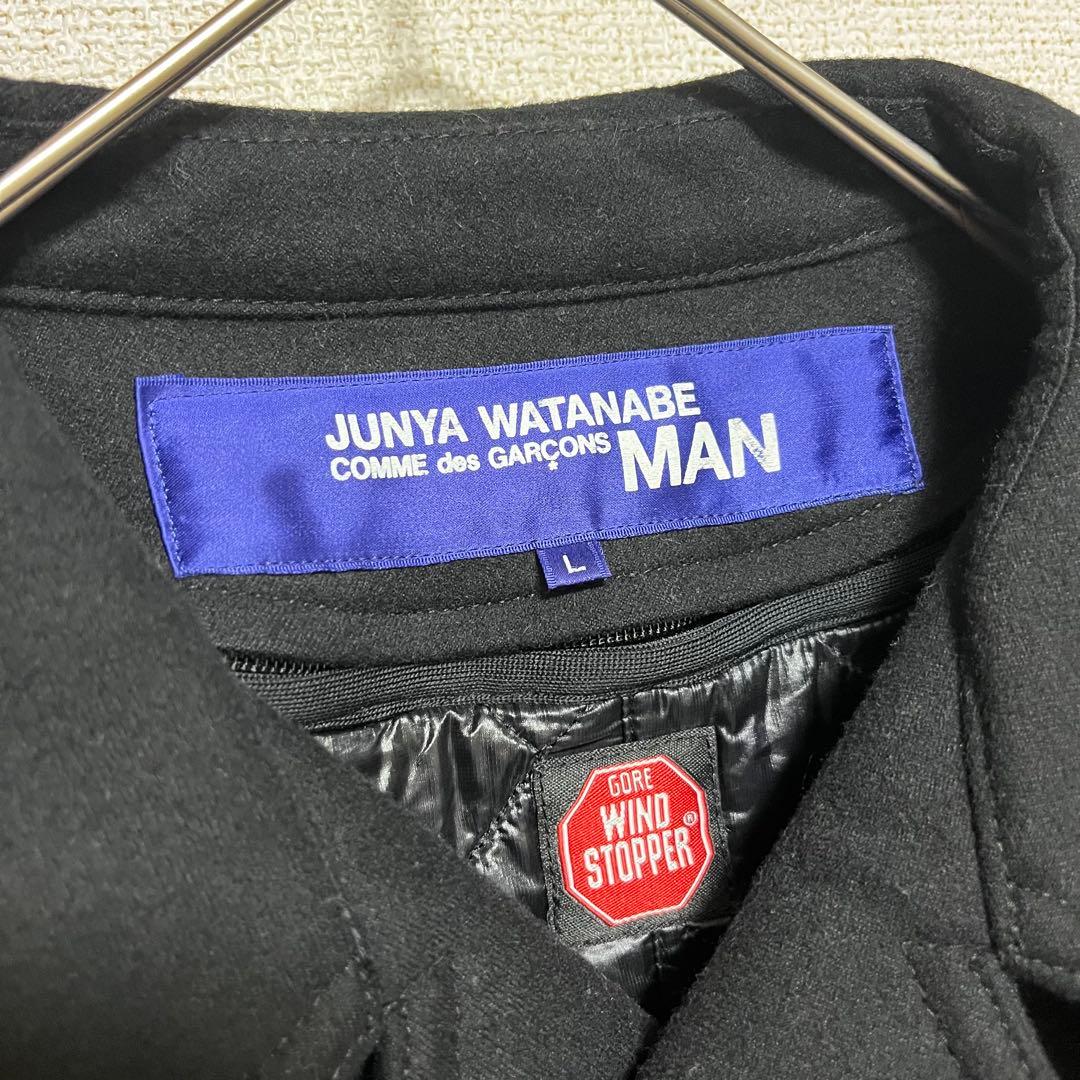 JUNYA WATANABE
COMME des GARÇONS MAN
L
GORE
WIND
STOPPER®